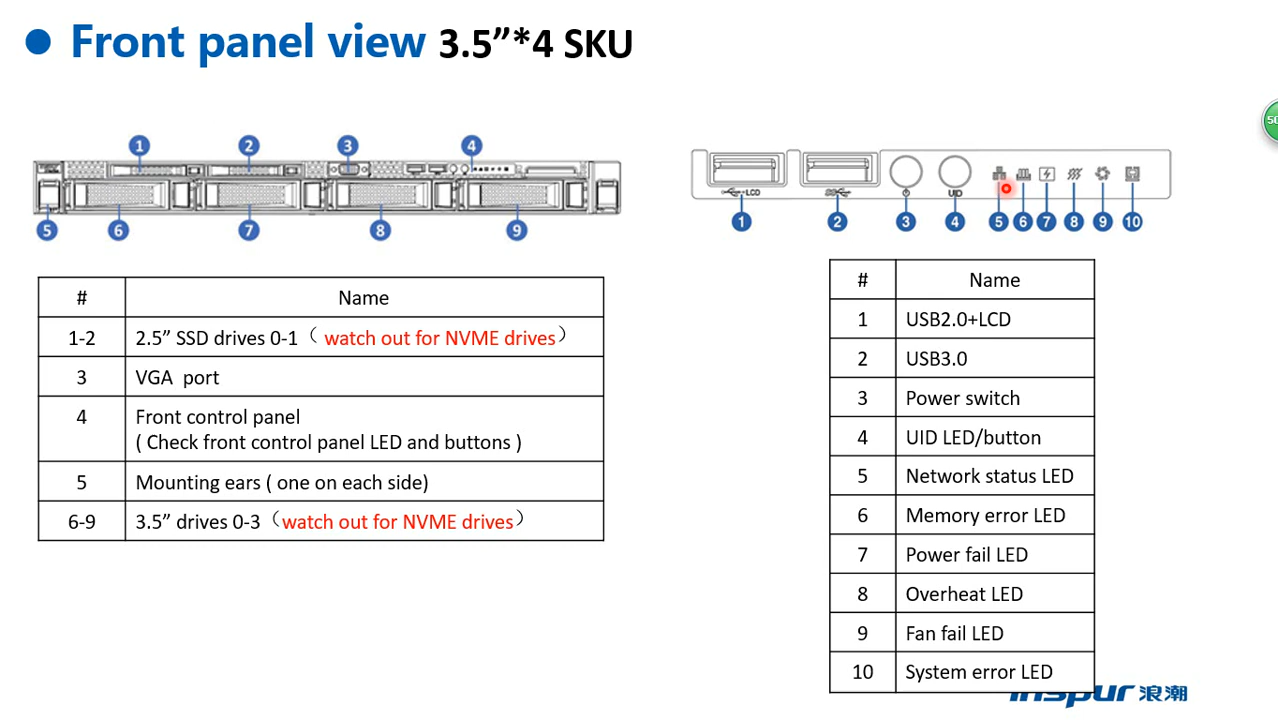 Front panel view 3.5”*4 SKU
1 2 3 4
5 6 7 8 9
# Name
1-2 2.5” SSD drives 0-1（ watch out for NVME drives）
3 VGA port
4 Front control panel
( Check front control panel LED and buttons )
5 Mounting ears ( one on each side)
6-9 3.5” drives 0-3（watch out for NVME drives）
LCD UID
1 2 3 4 5 6 7 8 9 10
# Name
1 USB2.0+LCD
2 USB3.0
3 Power switch
4 UID LED/button
5 Network status LED
6 Memory error LED
7 Power fail LED
8 Overheat LED
9 Fan fail LED
10 System error LED
inspur 浪潮